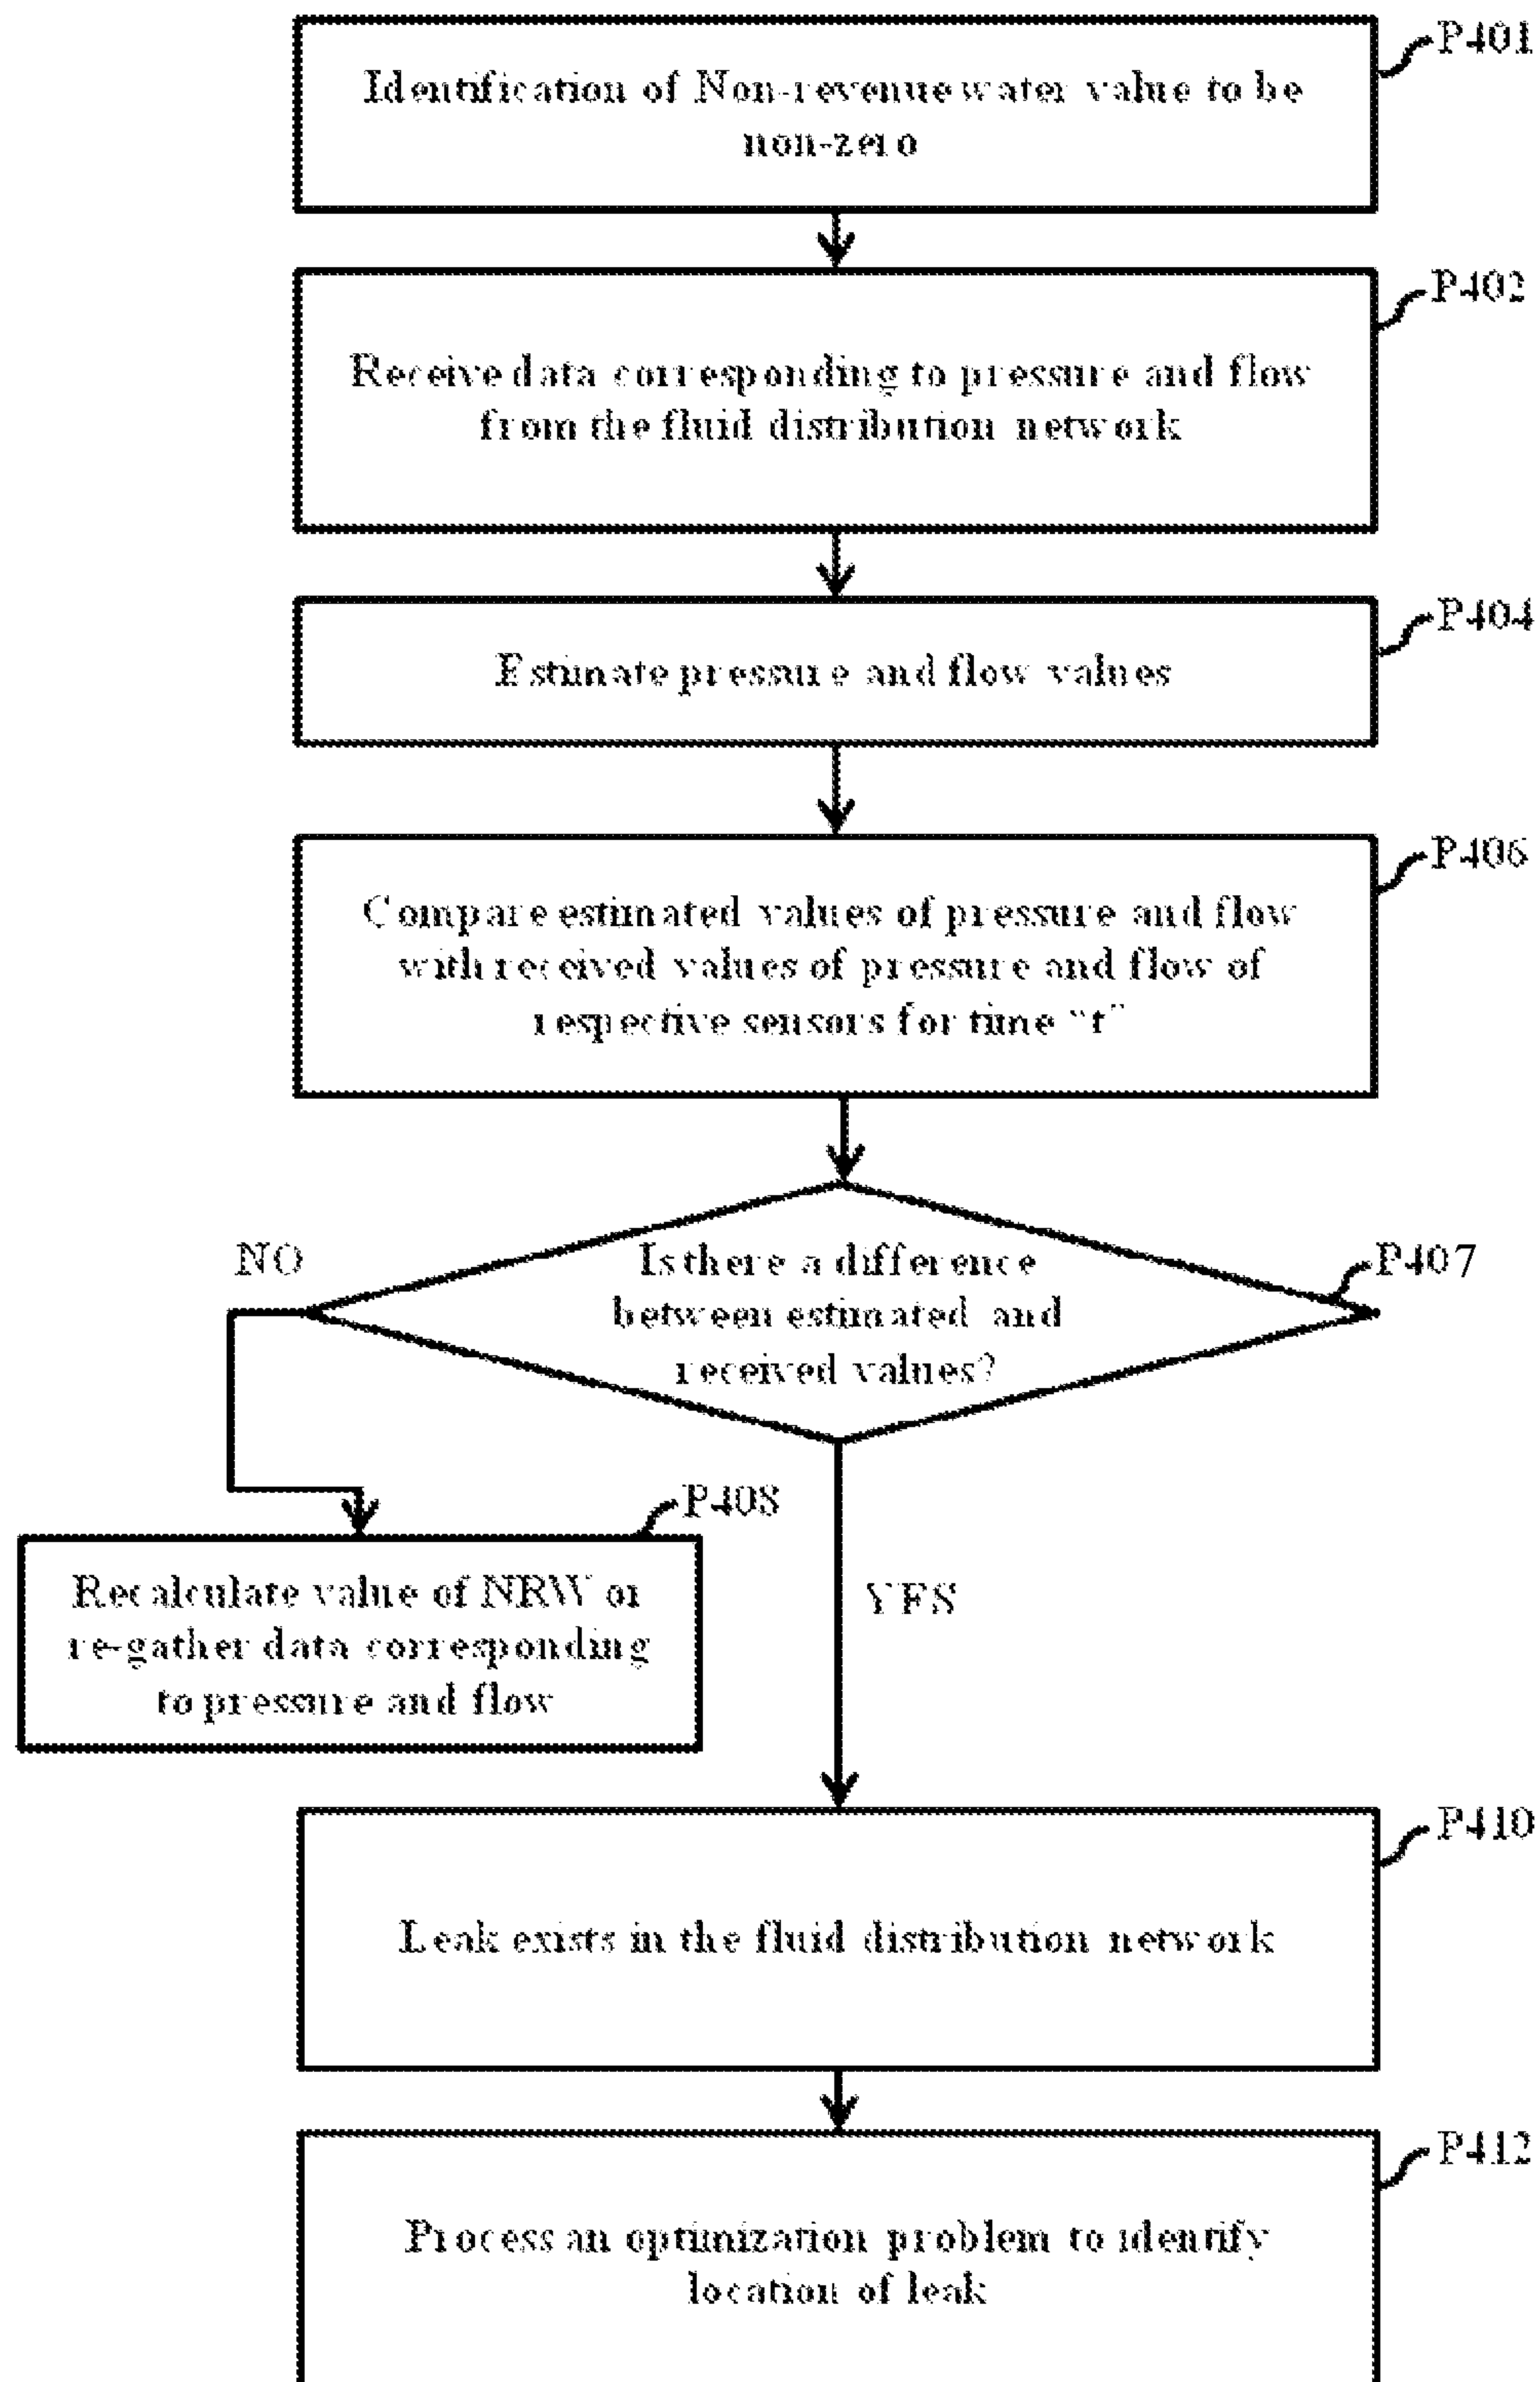 P401
Identification of Non-revenue water value to be
non-zero
P402
Receive data corresponding to pressure and flow
from the fluid distribution network
P404
Estimate pressure and flow values
P406
Compare estimated values of pressure and flow
with received values of pressure and flow of
respective sensors for time “t”
NO
Is there a difference
between estimated and
received values?
P407
P408
Recalculate value of NRW or
re-gather data corresponding
to pressure and flow
YES
P410
Leak exists in the fluid distribution network
P412
Process an optimization problem to identify
location of leak